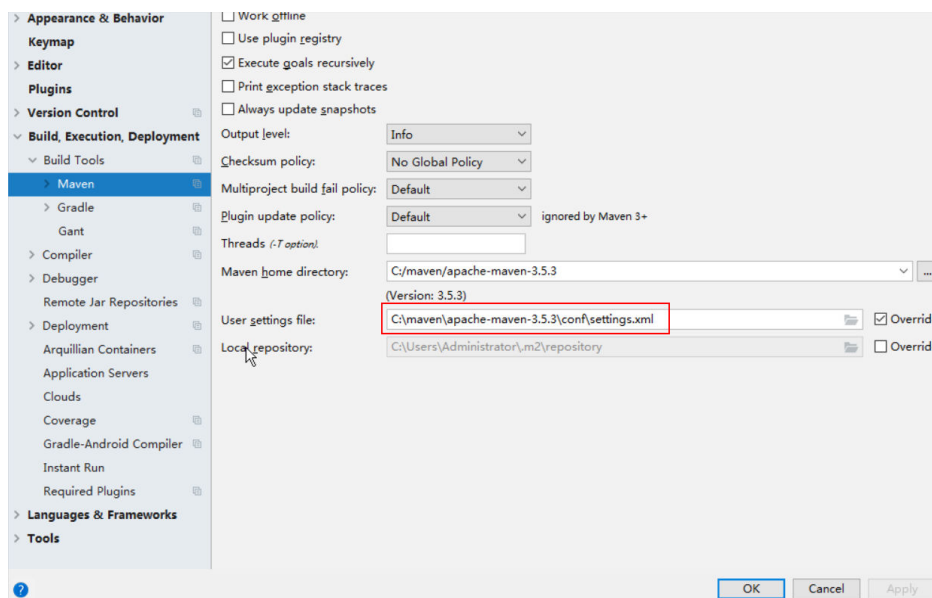 Appearance & Behavior
Keymap
Editor
Plugins
Version Control
Build, Execution, Deployment
Build Tools
Maven
Gradle
Gant
Compiler
Debugger
Remote Jar Repositories
Deployment
Arquillian Containers
Application Servers
Clouds
Coverage
Gradle-Android Compiler
Instant Run
Required Plugins
Languages & Frameworks
Tools
Work offline
Use plugin registry
Execute goals recursively
Print exception stack traces
Always update snapshots
Output level: Info
Checksum policy: No Global Policy
Multiproject build fail policy: Default
Plugin update policy: Default ignored by Maven 3+
Threads (-T option).
Maven home directory: C:/maven/apache-maven-3.5.3 ...
(Version: 3.5.3)
User settings file: C:\maven\apache-maven-3.5.3\conf\settings.xml Overrid
Local repository: C:\Users\Administrator\.m2\repository Overrid
? OK Cancel Apply